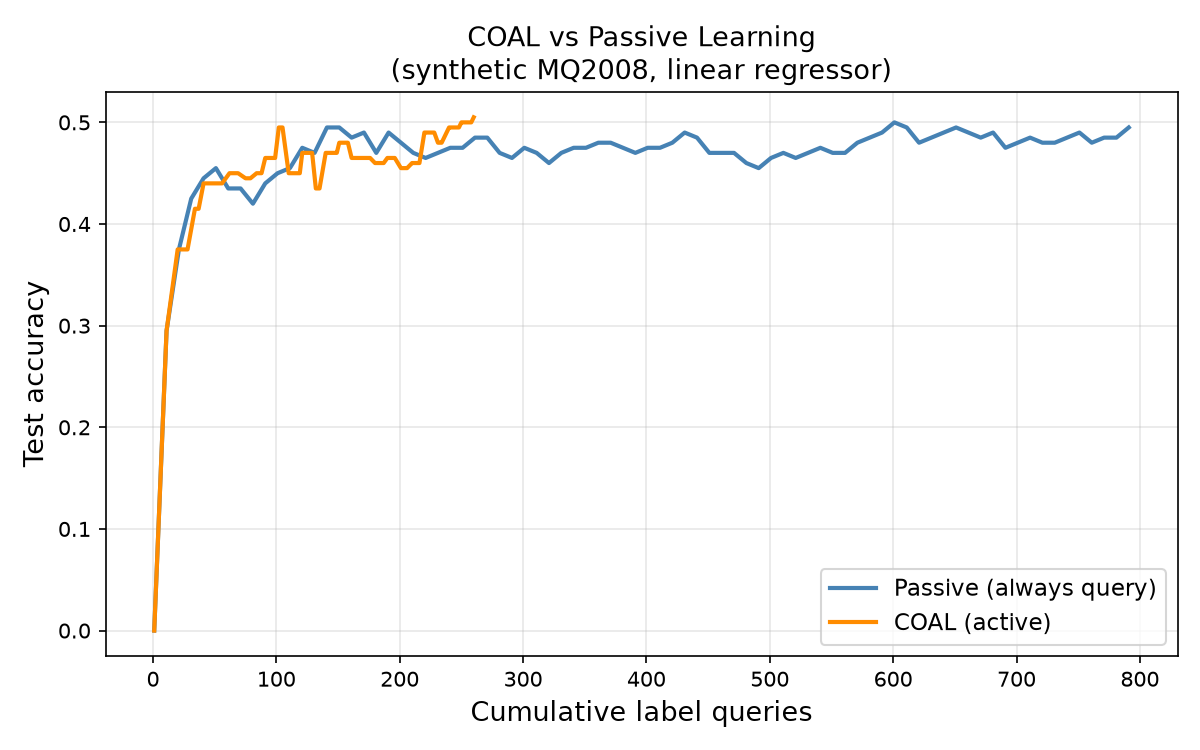 COAL vs Passive Learning
(synthetic MQ2008, linear regressor)
Test accuracy
0.5
0.4
0.3
0.2
0.1
0.0
Passive (always query)
COAL (active)
0 100 200 300 400 500 600 700 800
Cumulative label queries